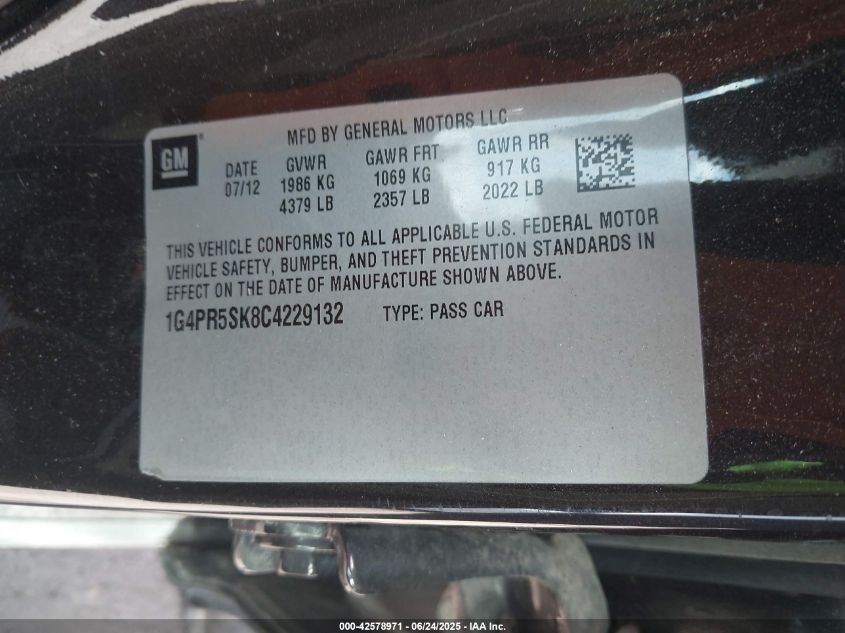 MFD BY GENERAL MOTORS LLC
GM
DATE GVWR GAWR FRT GAWR RR
07/12 1986 KG 1069 KG 917 KG
4379 LB 2357 LB 2022 LB
THIS VEHICLE CONFORMS TO ALL APPLICABLE U.S. FEDERAL MOTOR
VEHICLE SAFETY, BUMPER, AND THEFT PREVENTION STANDARDS IN
EFFECT ON THE DATE OF MANUFACTURE SHOWN ABOVE.
1G4PR5SK8C4229132 TYPE: PASS CAR
000-42578971 - 06/24/2025 - IAA Inc.